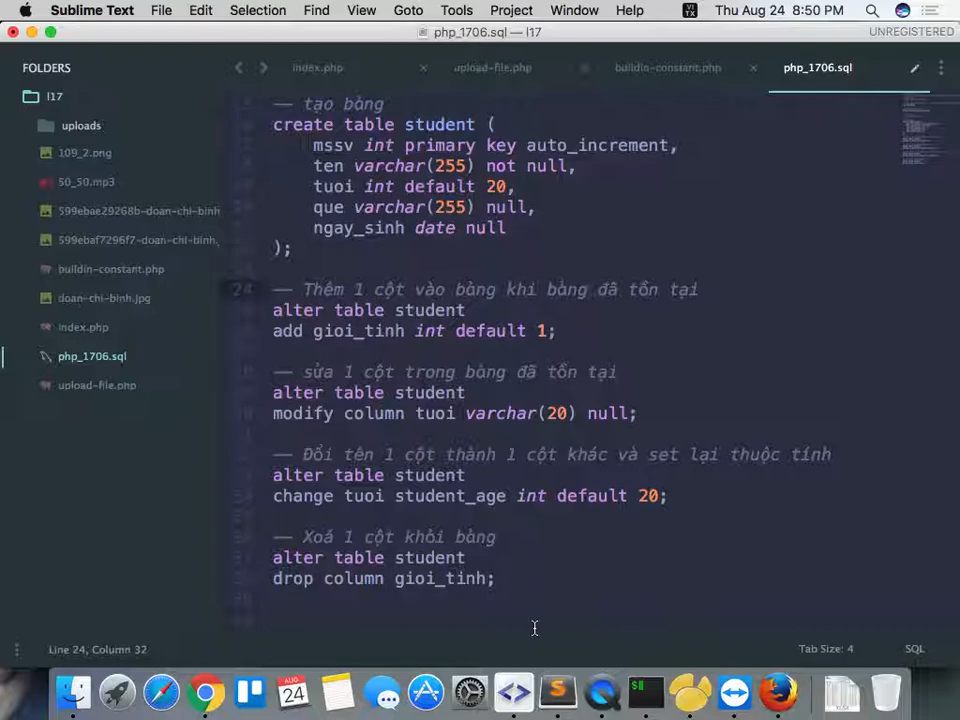 Sublime Text File Edit Selection Find View Goto Tools Project Window Help Thu Aug 24 8:50 PM
php_1706.sql — l17 UNREGISTERED
FOLDERS
l17
uploads
109_2.png
50_50.mp3
599ebae29268b-doan-chi-binh
599ebaf7296f7-doan-chi-binh.
buildin-constant.php
doan-chi-binh.jpg
index.php
php_1706.sql
upload-file.php
index.php upload-file.php buildin-constant.php php_1706.sql
-- tạo bảng
create table student (
mssv int primary key auto_increment,
ten varchar(255) not null,
tuoi int default 20,
que varchar(255) null,
ngay_sinh date null
);
24 -- Thêm 1 cột vào bảng khi bảng đã tồn tại
alter table student
add gioi_tinh int default 1;
-- sửa 1 cột trong bảng đã tồn tại
alter table student
modify column tuoi varchar(20) null;
-- Đổi tên 1 cột thành 1 cột khác và set lại thuộc tính
alter table student
change tuoi student_age int default 20;
-- Xoá 1 cột khỏi bảng
alter table student
drop column gioi_tinh;
Line 24, Column 32 Tab Size: 4 SQL
AUG
24